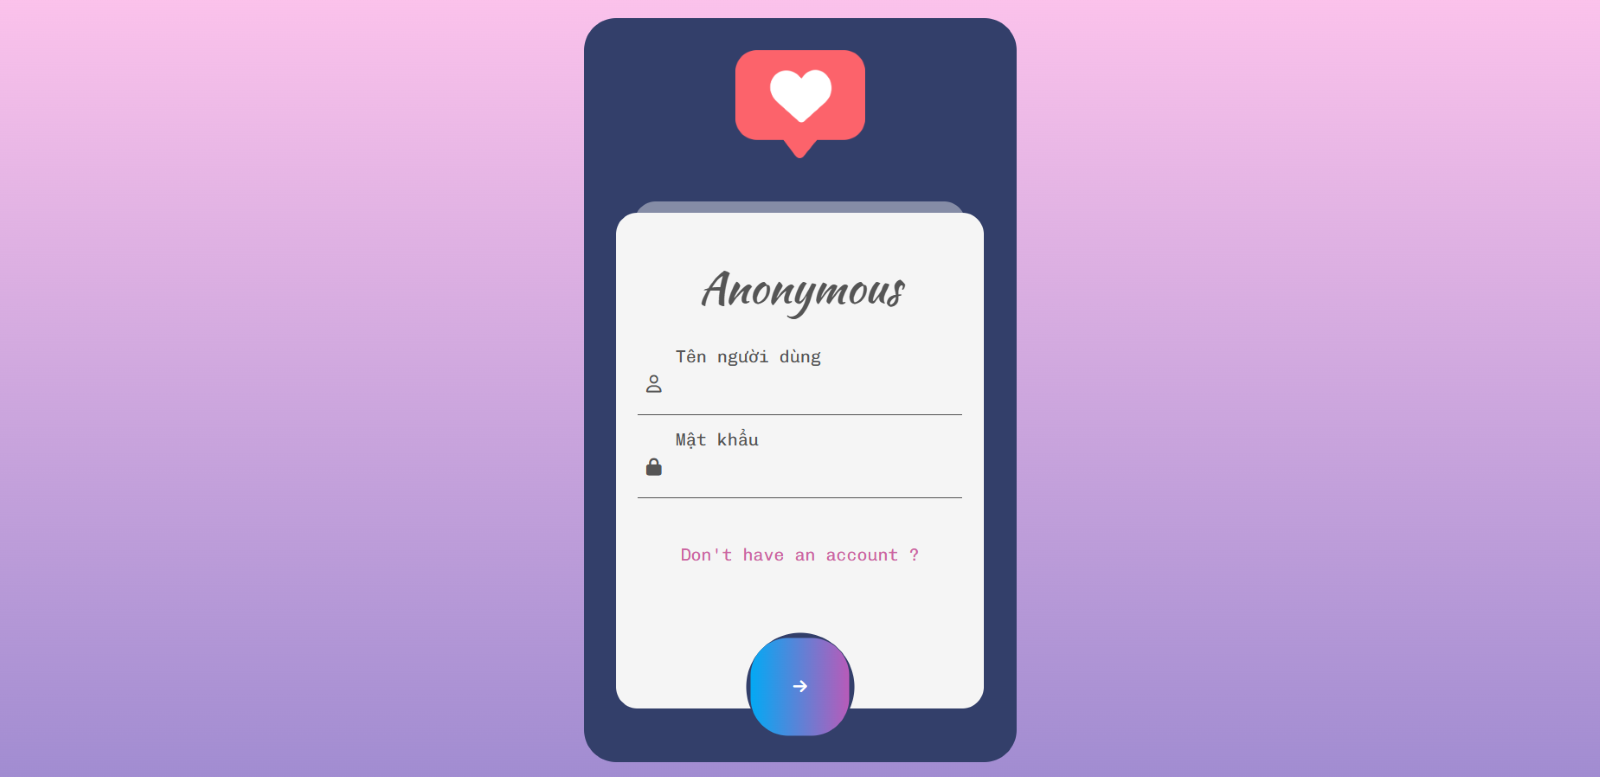 Anonymous
Tên người dùng
Mật khẩu
Don't have an account ?